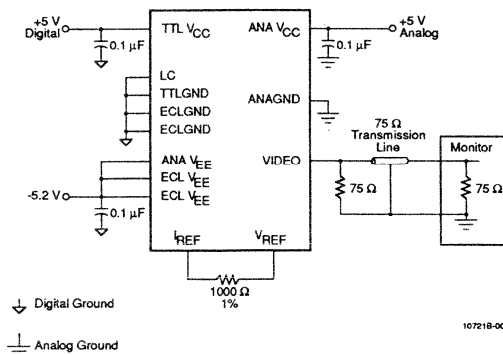 +5 V
Digital
0.1 μF
TTL VCC
ANA VCC
+5 V
Analog
0.1 μF
LC
TTLGND
ECLGND
ECLGND
ANAGND
75 Ω
Transmission
Line
Monitor
ANA VEE
ECL VEE
ECL VEE
VIDEO
75 Ω
75 Ω
-5.2 V
0.1 μF
IREF
VREF
1000 Ω
1%
Digital Ground
Analog Ground